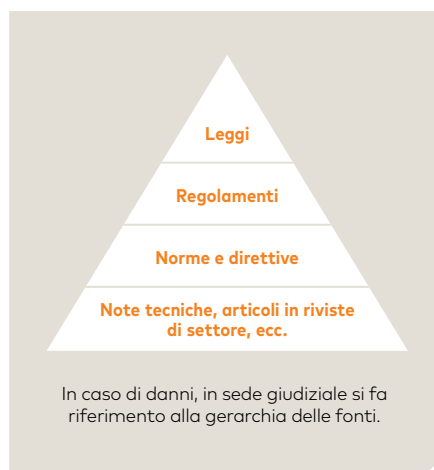 Leggi
Regolamenti
Norme e direttive
Note tecniche, articoli in riviste
di settore, ecc.
In caso di danni, in sede giudiziale si fa
riferimento alla gerarchia delle fonti.